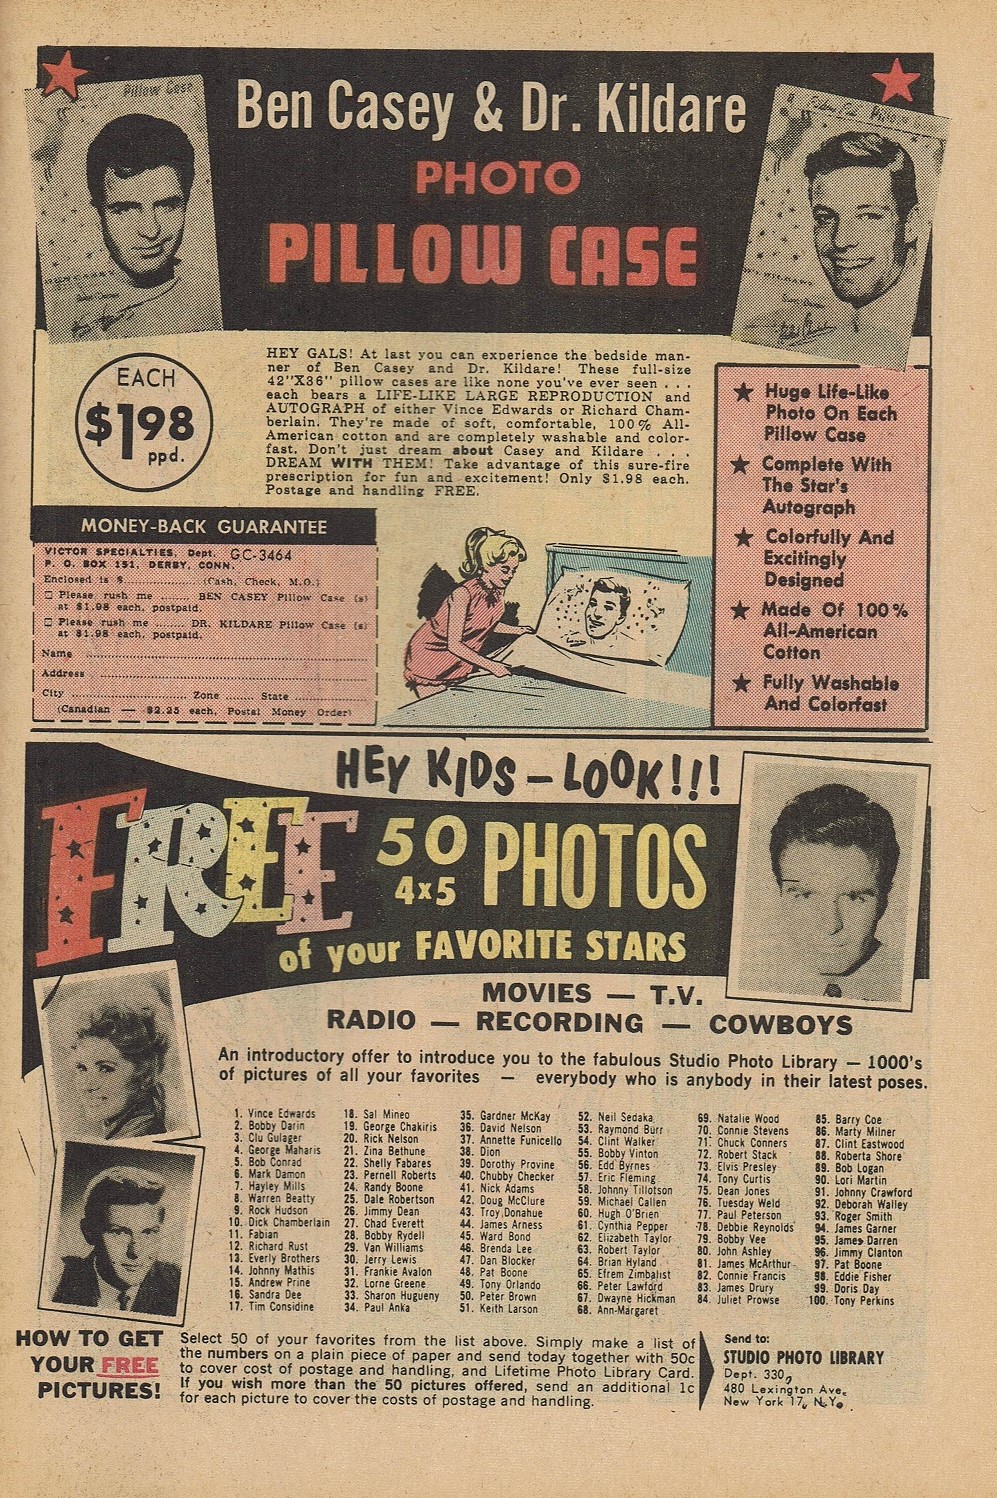 Pillow Case
Ben Casey & Dr. Kildare
PHOTO
PILLOW CASE
EACH
$1.98
ppd.
HEY GALS! At last you can experience the bedside man-
ner of Ben Casey and Dr. Kildare! These full-size
42"X36" pillow cases are like none you've ever seen . . .
each bears a LIFE-LIKE LARGE REPRODUCTION and
AUTOGRAPH of either Vince Edwards or Richard Cham-
berlain. They're made of soft, comfortable, 100% All-
American cotton and are completely washable and color-
fast. Don't just dream about Casey and Kildare . . .
DREAM WITH THEM! Take advantage of this sure-fire
prescription for fun and excitement! Only $1.98 each.
Postage and handling FREE.
★ Huge Life-Like
Photo On Each
Pillow Case
★ Complete With
The Star's
Autograph
★ Colorfully And
Excitingly
Designed
★ Made Of 100%
All-American
Cotton
★ Fully Washable
And Colorfast
MONEY-BACK GUARANTEE
VICTOR SPECIALTIES, Dept. GC-3464
P. O. BOX 151, DERBY, CONN.
Enclosed is $.................... (Cash, Check, M.O.)
□ Please rush me ........ BEN CASEY Pillow Case (s)
at $1.98 each, postpaid.
□ Please rush me ........ DR. KILDARE Pillow Case (s)
at $1.98 each, postpaid.
Name ....................
Address ....................
City .................... Zone ....... State ....................
(Canadian — $2.25 each, Postal Money Order)
HEY KIDS – LOOK!!!
FREE 50 4x5 PHOTOS
of your FAVORITE STARS
MOVIES — T.V.
RADIO — RECORDING — COWBOYS
An introductory offer to introduce you to the fabulous Studio Photo Library — 1000's
of pictures of all your favorites — everybody who is anybody in their latest poses.
1. Vince Edwards
2. Bobby Darin
3. Clu Gulager
4. George Maharis
5. Bob Conrad
6. Mark Damon
7. Hayley Mills
8. Warren Beatty
9. Rock Hudson
10. Dick Chamberlain
11. Fabian
12. Richard Rust
13. Everly Brothers
14. Johnny Mathis
15. Andrew Prine
16. Sandra Dee
17. Tim Considine
18. Sal Mineo
19. George Chakiris
20. Rick Nelson
21. Zina Bethune
22. Shelly Fabares
23. Pernell Roberts
24. Randy Boone
25. Dale Robertson
26. Jimmy Dean
27. Chad Everett
28. Bobby Rydell
29. Van Williams
30. Jerry Lewis
31. Frankie Avalon
32. Lorne Greene
33. Sharon Hugueny
34. Paul Anka
35. Gardner McKay
36. David Nelson
37. Annette Funicello
38. Dion
39. Dorothy Provine
40. Chubby Checker
41. Nick Adams
42. Doug McClure
43. Troy Donahue
44. James Arness
45. Ward Bond
46. Brenda Lee
47. Dan Blocker
48. Pat Boone
49. Tony Orlando
50. Peter Brown
51. Keith Larson
52. Neil Sedaka
53. Raymond Burr
54. Clint Walker
55. Bobby Vinton
56. Edd Byrnes
57. Eric Fleming
58. Johnny Tillotson
59. Michael Callen
60. Hugh O'Brien
61. Cynthia Pepper
62. Elizabeth Taylor
63. Robert Taylor
64. Brian Hyland
65. Efrem Zimbalist
66. Peter Lawford
67. Dwayne Hickman
68. Ann-Margaret
69. Natalie Wood
70. Connie Stevens
71. Chuck Conners
72. Robert Stack
73. Elvis Presley
74. Tony Curtis
75. Dean Jones
76. Tuesday Weld
77. Paul Peterson
78. Debbie Reynolds
79. Bobby Vee
80. John Ashley
81. James McArthur
82. Connie Francis
83. James Drury
84. Juliet Prowse
85. Barry Coe
86. Marty Milner
87. Clint Eastwood
88. Roberta Shore
89. Bob Logan
90. Lori Martin
91. Johnny Crawford
92. Deborah Walley
93. Roger Smith
94. James Garner
95. James Darren
96. Jimmy Clanton
97. Pat Boone
98. Eddie Fisher
99. Doris Day
100. Tony Perkins
HOW TO GET
YOUR FREE
PICTURES!
Select 50 of your favorites from the list above. Simply make a list of
the numbers on a plain piece of paper and send today together with 50c
to cover cost of postage and handling, and Lifetime Photo Library Card.
If you wish more than the 50 pictures offered, send an additional 1c
for each picture to cover the costs of postage and handling.
Send to:
STUDIO PHOTO LIBRARY
Dept. 330,
480 Lexington Ave.
New York 17, N.Y.